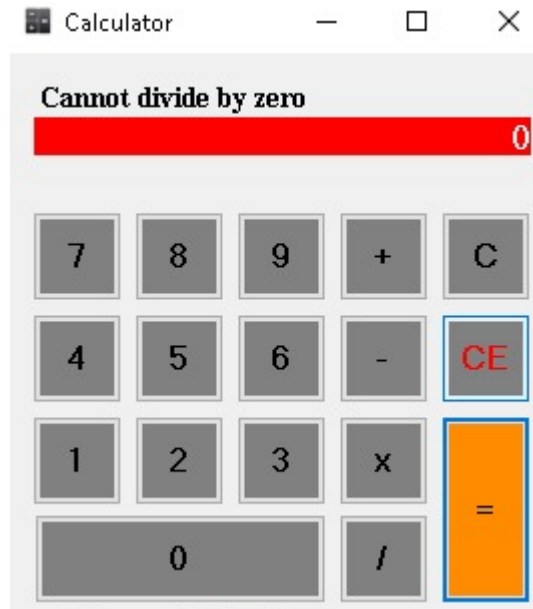 Calculator
Cannot divide by zero
0
7 8 9 + C
4 5 6 - CE
1 2 3 x
=
0 /